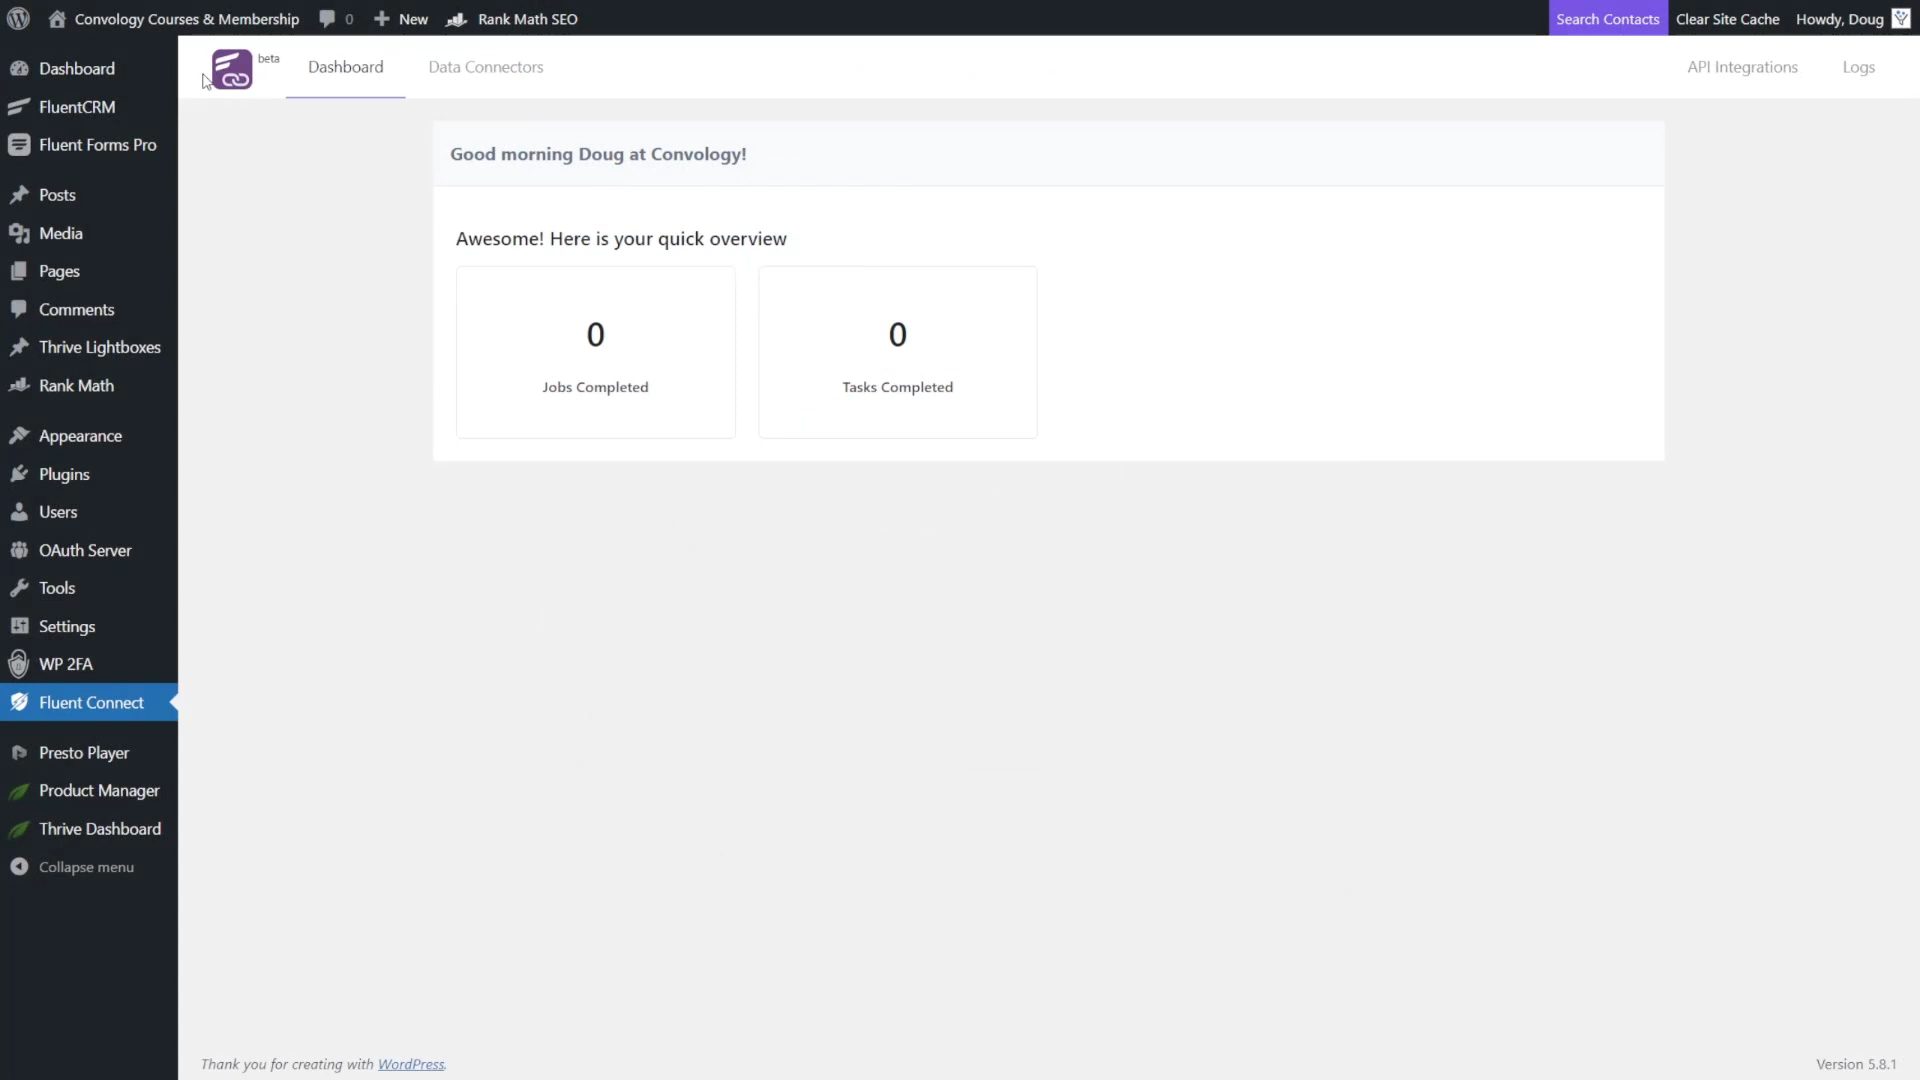 Convology Courses & Membership
0
New
Rank Math SEO
Search Contacts
Clear Site Cache
Howdy, Doug
Dashboard
FluentCRM
Fluent Forms Pro
Posts
Media
Pages
Comments
Thrive Lightboxes
Rank Math
Appearance
Plugins
Users
OAuth Server
Tools
Settings
WP 2FA
Fluent Connect
Presto Player
Product Manager
Thrive Dashboard
Collapse menu
beta
Dashboard
Data Connectors
API Integrations
Logs
Good morning Doug at Convology!
Awesome! Here is your quick overview
0
Jobs Completed
0
Tasks Completed
Thank you for creating with WordPress.
Version 5.8.1